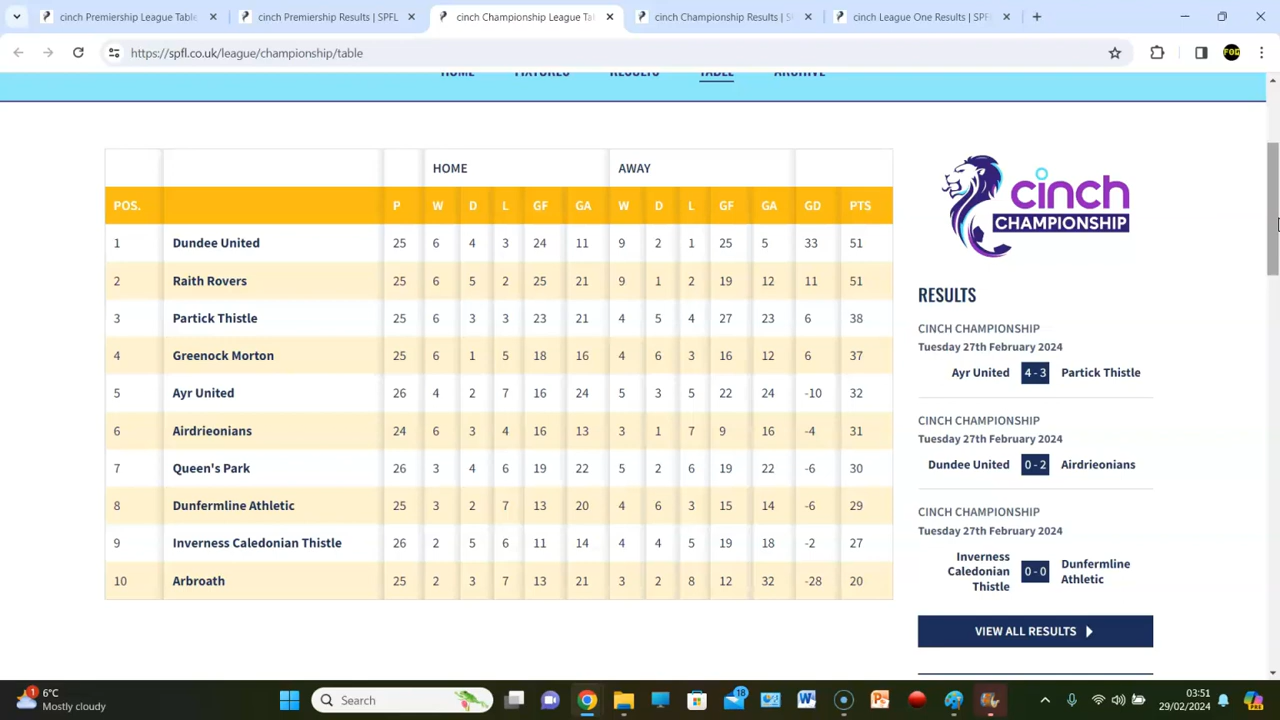 cinch Premiership League Table
cinch Premiership Results | SPFL
cinch Championship League Ta
cinch Championship Results | S
cinch League One Results | SPF
https://spfl.co.uk/league/championship/table
HOME FIXTURES RESULTS TABLE ARCHIVE
HOME AWAY
POS. P W D L GF GA W D L GF GA GD PTS
1 Dundee United 25 6 4 3 24 11 9 2 1 25 5 33 51
2 Raith Rovers 25 6 5 2 25 21 9 1 2 19 12 11 51
3 Partick Thistle 25 6 3 3 23 21 4 5 4 27 23 6 38
4 Greenock Morton 25 6 1 5 18 16 4 6 3 16 12 6 37
5 Ayr United 26 4 2 7 16 24 5 3 5 22 24 -10 32
6 Airdrieonians 24 6 3 4 16 13 3 1 7 9 16 -4 31
7 Queen's Park 26 3 4 6 19 22 5 2 6 19 22 -6 30
8 Dunfermline Athletic 25 3 2 7 13 20 4 6 3 15 14 -6 29
9 Inverness Caledonian Thistle 26 2 5 6 11 14 4 4 5 19 18 -2 27
10 Arbroath 25 2 3 7 13 21 3 2 8 12 32 -28 20
cinch
CHAMPIONSHIP
RESULTS
CINCH CHAMPIONSHIP
Tuesday 27th February 2024
Ayr United 4 - 3 Partick Thistle
CINCH CHAMPIONSHIP
Tuesday 27th February 2024
Dundee United 0 - 2 Airdrieonians
CINCH CHAMPIONSHIP
Tuesday 27th February 2024
Inverness
Caledonian
Thistle
0 - 0
Dunfermline
Athletic
VIEW ALL RESULTS
1
6°C
Mostly cloudy
Search
18
03:51
29/02/2024